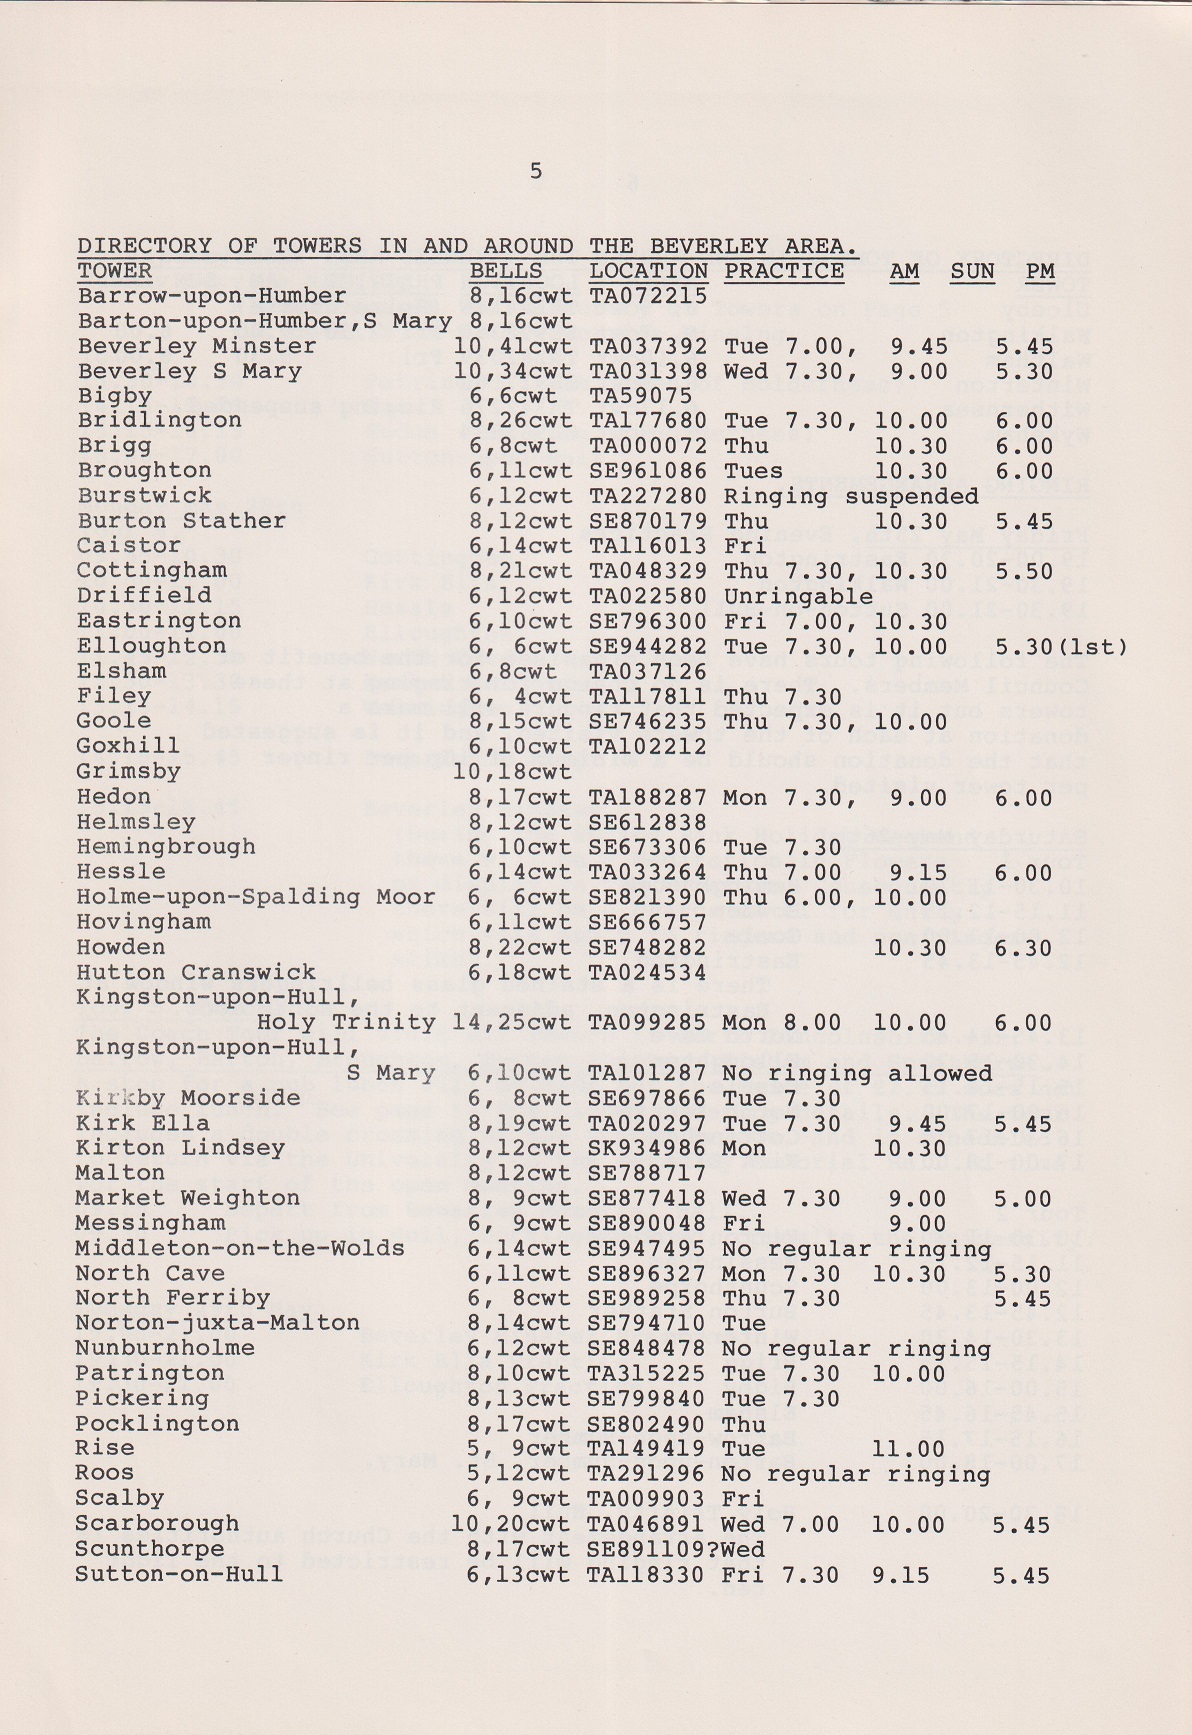 5
DIRECTORY OF TOWERS IN AND AROUND THE BEVERLEY AREA.
TOWER BELLS LOCATION PRACTICE AM SUN PM
Barrow-upon-Humber 8,16cwt TA072215
Barton-upon-Humber,S Mary 8,16cwt
Beverley Minster 10,41cwt TA037392 Tue 7.00, 9.45 5.45
Beverley S Mary 10,34cwt TA031398 Wed 7.30, 9.00 5.30
Bigby 6,6cwt TA59075
Bridlington 8,26cwt TA177680 Tue 7.30, 10.00 6.00
Brigg 6,8cwt TA000072 Thu 10.30 6.00
Broughton 6,11cwt SE961086 Tues 10.30 6.00
Burstwick 6,12cwt TA227280 Ringing suspended
Burton Stather 8,12cwt SE870179 Thu 10.30 5.45
Caistor 6,14cwt TA116013 Fri
Cottingham 8,21cwt TA048329 Thu 7.30, 10.30 5.50
Driffield 6,12cwt TA022580 Unringable
Eastrington 6,10cwt SE796300 Fri 7.00, 10.30
Elloughton 6, 6cwt SE944282 Tue 7.30, 10.00 5.30(1st)
Elsham 6,8cwt TA037126
Filey 6, 4cwt TA117811 Thu 7.30
Goole 8,15cwt SE746235 Thu 7.30, 10.00
Goxhill 6,10cwt TA102212
Grimsby 10,18cwt
Hedon 8,17cwt TA188287 Mon 7.30, 9.00 6.00
Helmsley 8,12cwt SE612838
Hemingbrough 6,10cwt SE673306 Tue 7.30
Hessle 6,14cwt TA033264 Thu 7.00 9.15 6.00
Holme-upon-Spalding Moor 6, 6cwt SE821390 Thu 6.00, 10.00
Hovingham 6,11cwt SE666757
Howden 8,22cwt SE748282 10.30 6.30
Hutton Cranswick 6,18cwt TA024534
Kingston-upon-Hull,
Holy Trinity 14,25cwt TA099285 Mon 8.00 10.00 6.00
Kingston-upon-Hull,
S Mary 6,10cwt TA101287 No ringing allowed
Kirkby Moorside 6, 8cwt SE697866 Tue 7.30
Kirk Ella 8,19cwt TA020297 Tue 7.30 9.45 5.45
Kirton Lindsey 8,12cwt SK934986 Mon 10.30
Malton 8,12cwt SE788717
Market Weighton 8, 9cwt SE877418 Wed 7.30 9.00 5.00
Messingham 6, 9cwt SE890048 Fri 9.00
Middleton-on-the-Wolds 6,14cwt SE947495 No regular ringing
North Cave 6,11cwt SE896327 Mon 7.30 10.30 5.30
North Ferriby 6, 8cwt SE989258 Thu 7.30 5.45
Norton-juxta-Malton 8,14cwt SE794710 Tue
Nunburnholme 6,12cwt SE848478 No regular ringing
Patrington 8,10cwt TA315225 Tue 7.30 10.00
Pickering 8,13cwt SE799840 Tue 7.30
Pocklington 8,17cwt SE802490 Thu
Rise 5, 9cwt TA149419 Tue 11.00
Roos 5,12cwt TA291296 No regular ringing
Scalby 6, 9cwt TA009903 Fri
Scarborough 10,20cwt TA046891 Wed 7.00 10.00 5.45
Scunthorpe 8,17cwt SE891109?Wed
Sutton-on-Hull 6,13cwt TA118330 Fri 7.30 9.15 5.45